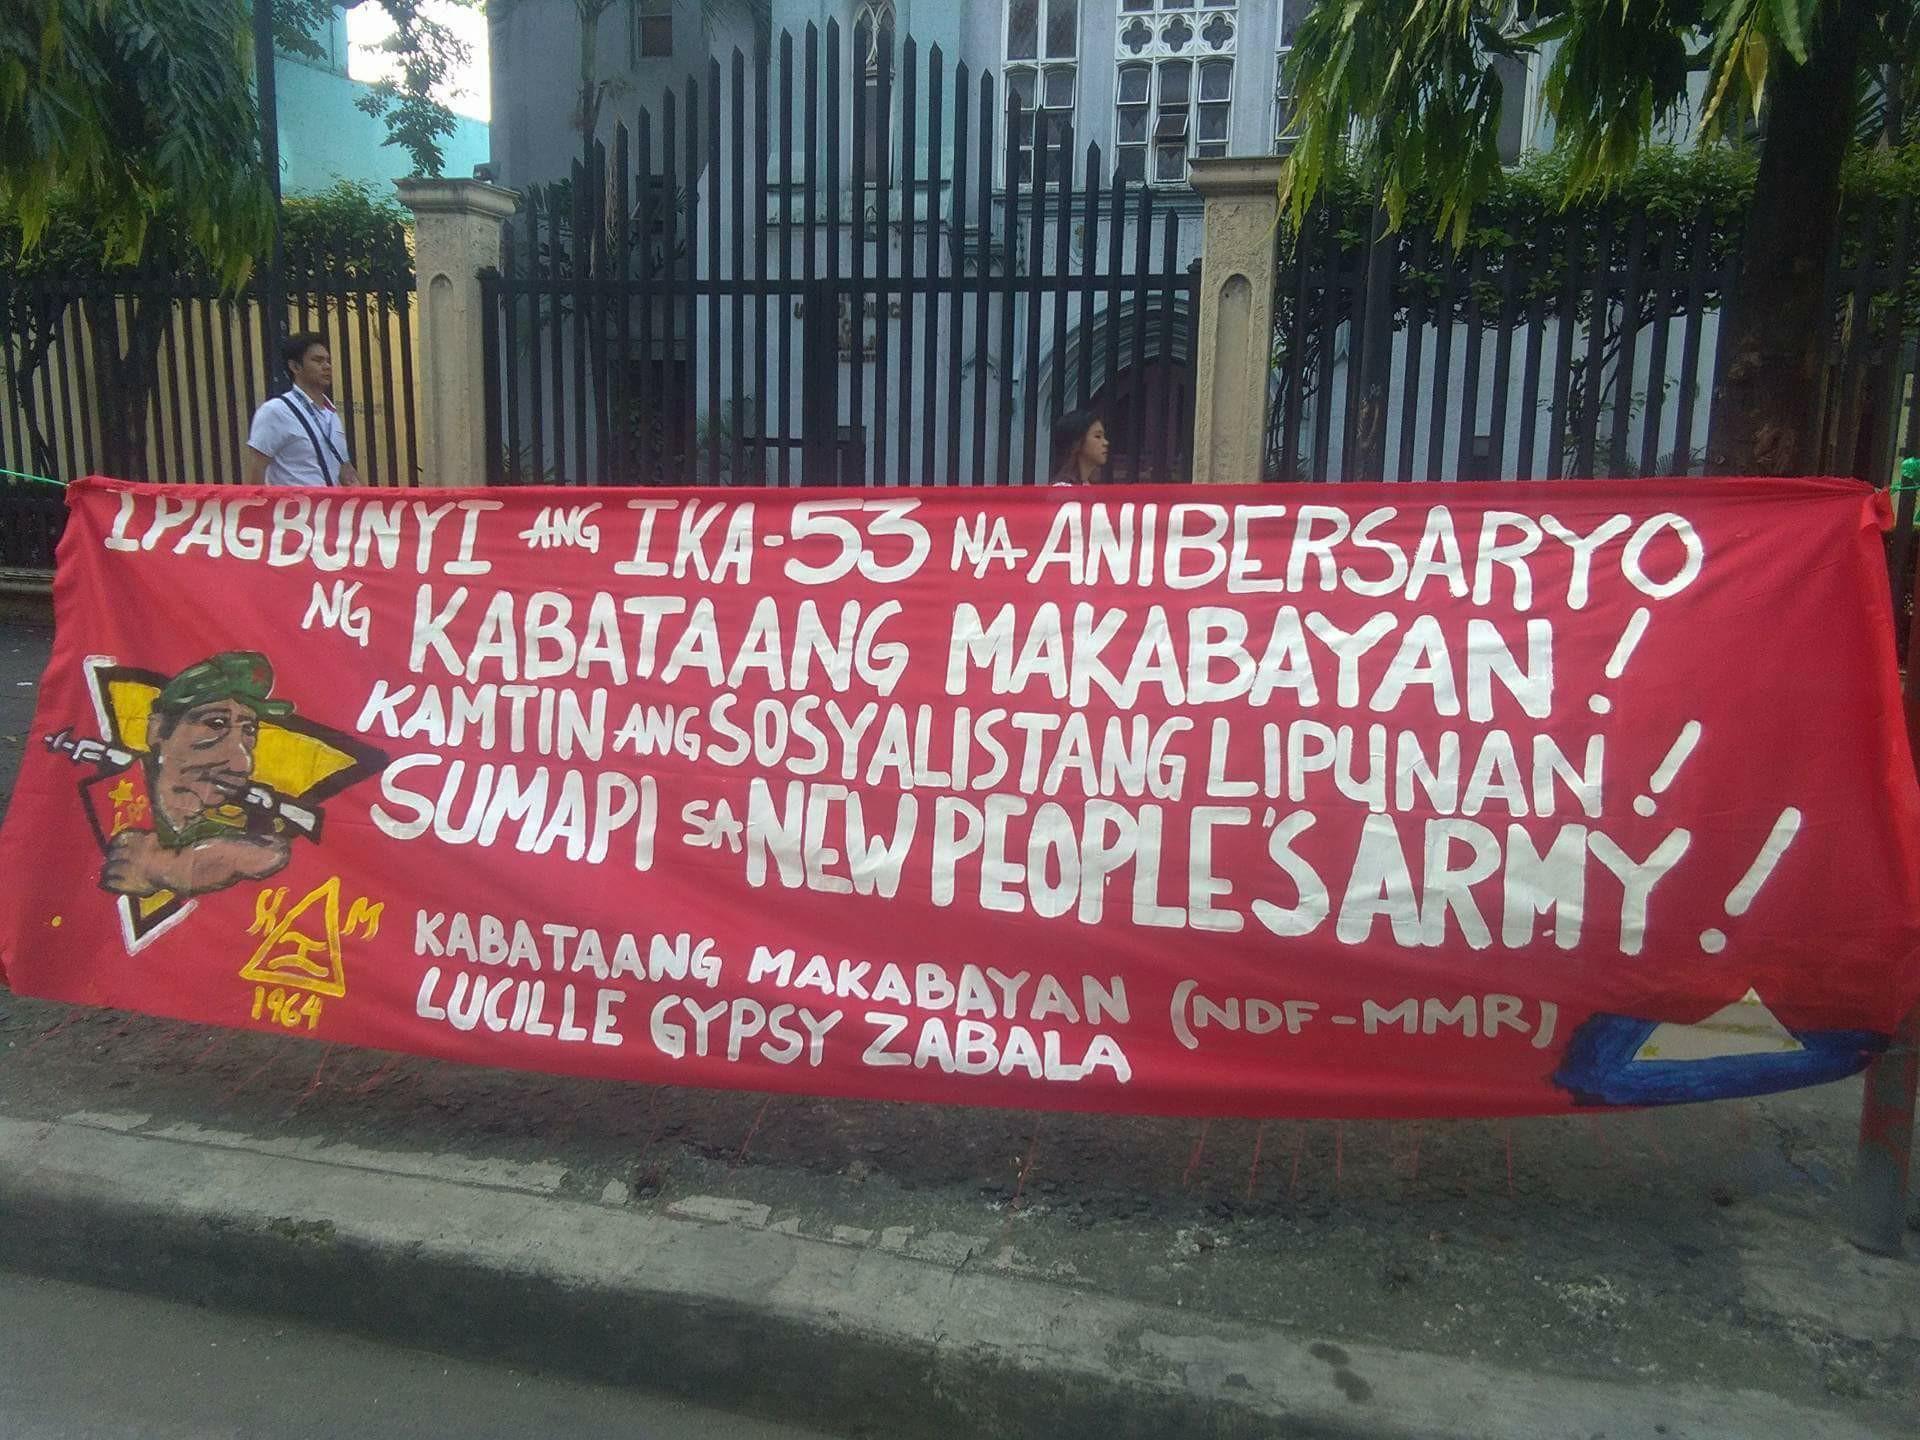 IPAGBUNYI ANG IKA-53 NA ANIBERSARYO
NG KABATAANG MAKABAYAN!
KAMTIN ANG SOSYALISTANG LIPUNAN!
SUMAPI SA NEW PEOPLE'S ARMY!
KM
1964
KABATAANG MAKABAYAN (NDF-MMR)
LUCILLE GYPSY ZABALA